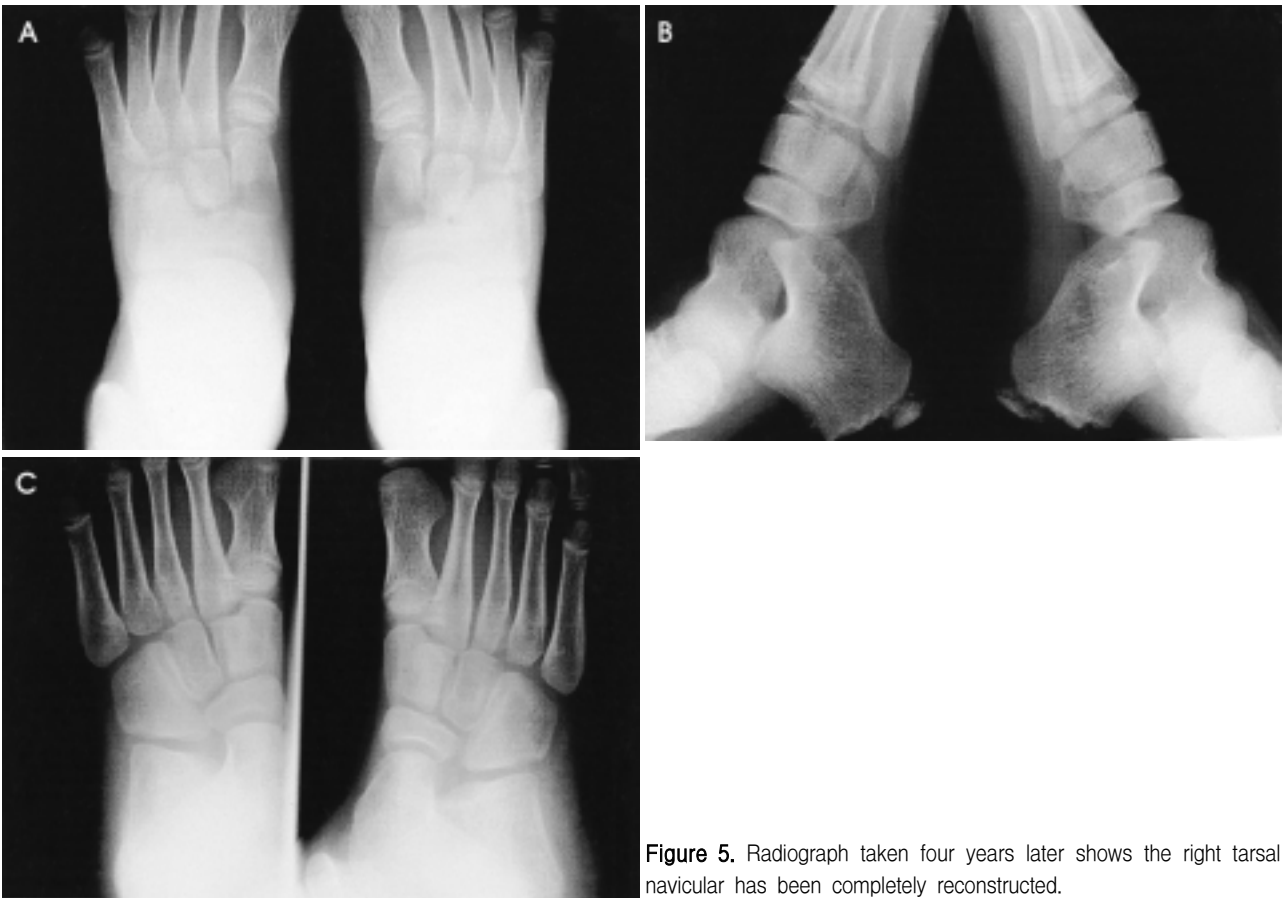 A
B
C
Figure 5. Radiograph taken four years later shows the right tarsal
navicular has been completely reconstructed.